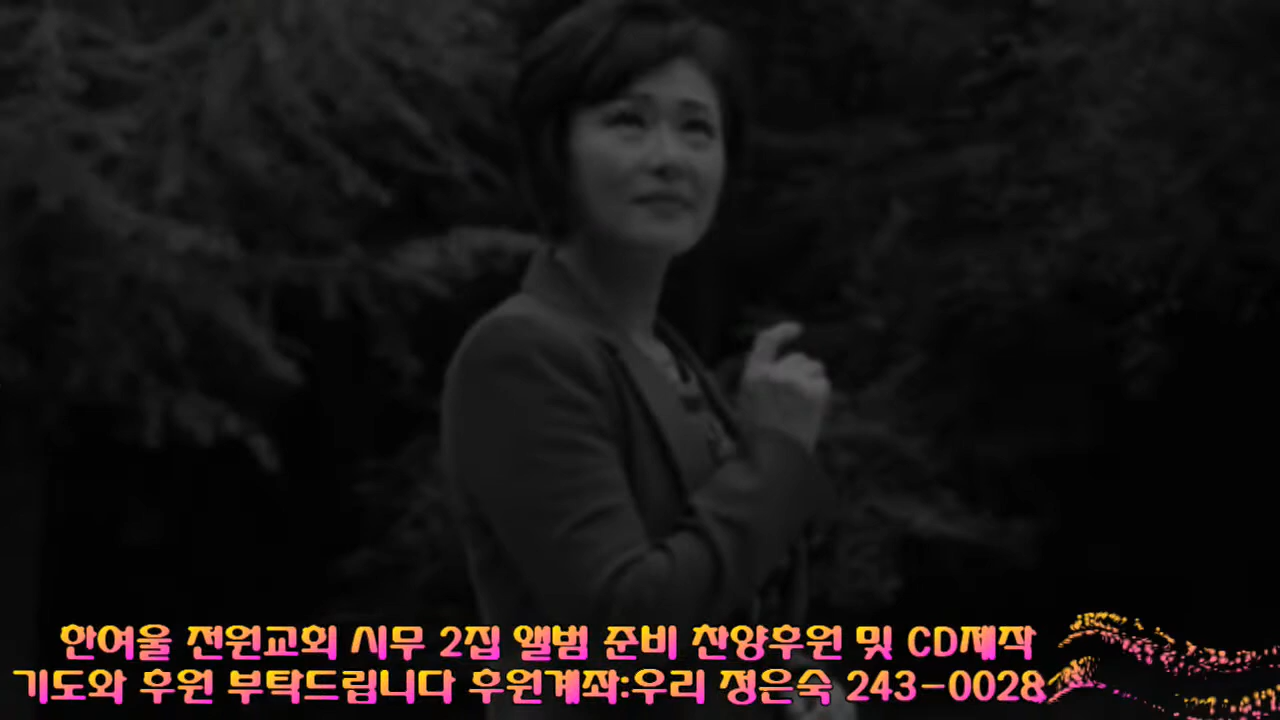 한여울 전원교회 시무 2집 앨범 준비 찬양후원 및 CD제작
기도와 후원 부탁드립니다 후원계좌:우리 정은숙 243-0028